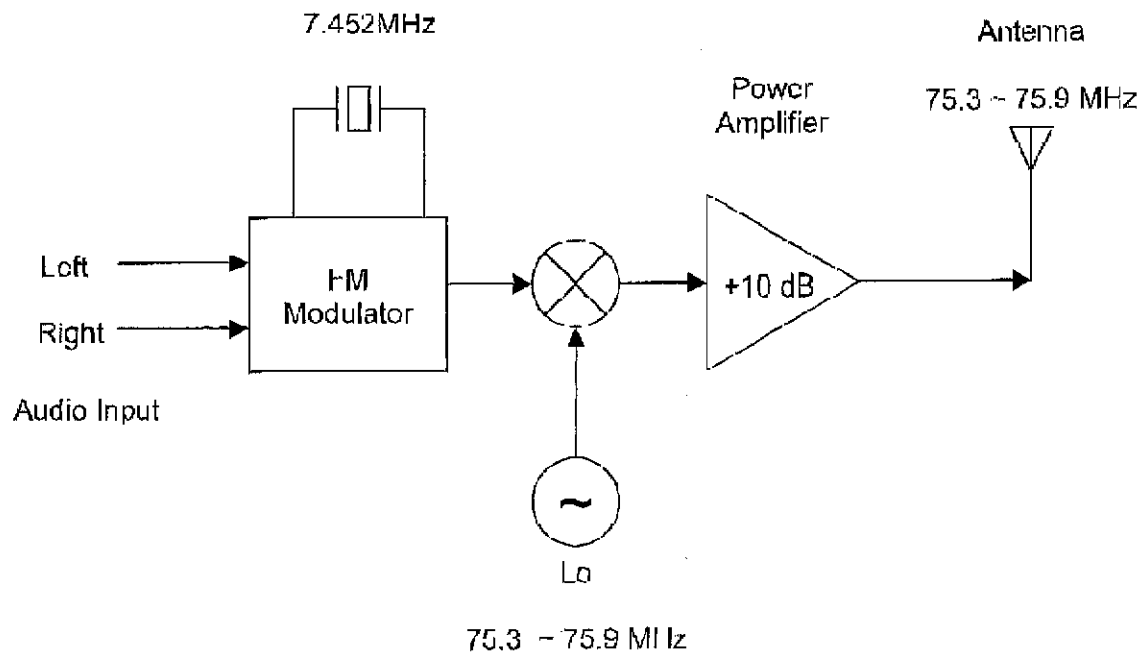 7.452MHz
Antenna
Power
Amplifier
75.3 ~ 75.9 MHz
Left
Right
FM
Modulator
+10 dB
Audio Input
~
Lo
75.3 ~ 75.9 MHz